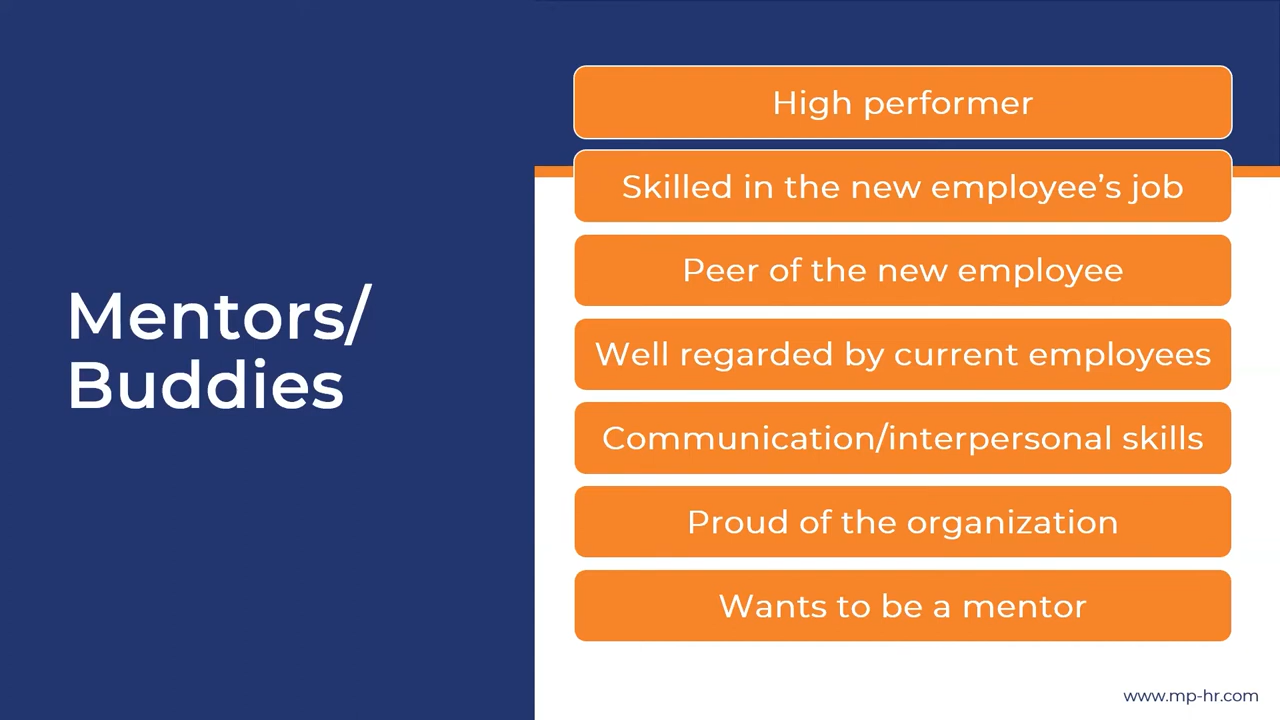 Mentors/
Buddies
High performer
Skilled in the new employee’s job
Peer of the new employee
Well regarded by current employees
Communication/interpersonal skills
Proud of the organization
Wants to be a mentor
www.mp-hr.com